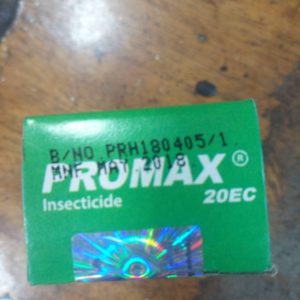 B/NO. PRH180405/1.
MNF. MAY.2018
PROMAX®
20EC
Insecticide